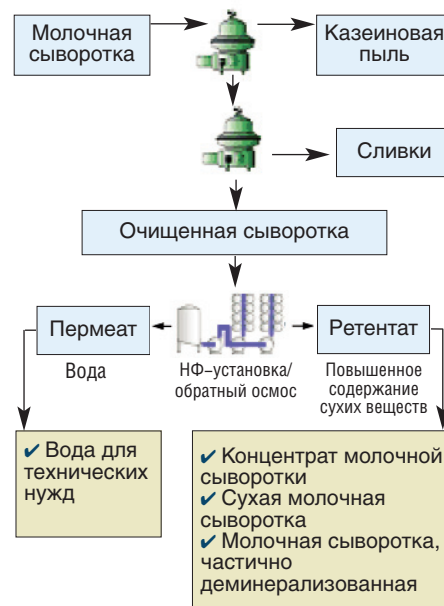 Молочная
сыворотка
Казеиновая
пыль
Сливки
Очищенная сыворотка
Пермеат
Ретентат
Вода
НФ–установка/
обратный осмос
Повышенное
содержание
сухих веществ
✔ Вода для
технических
нужд
✔ Концентрат молочной
сыворотки
✔ Сухая молочная
сыворотка
✔ Молочная сыворотка,
частично
деминерализованная